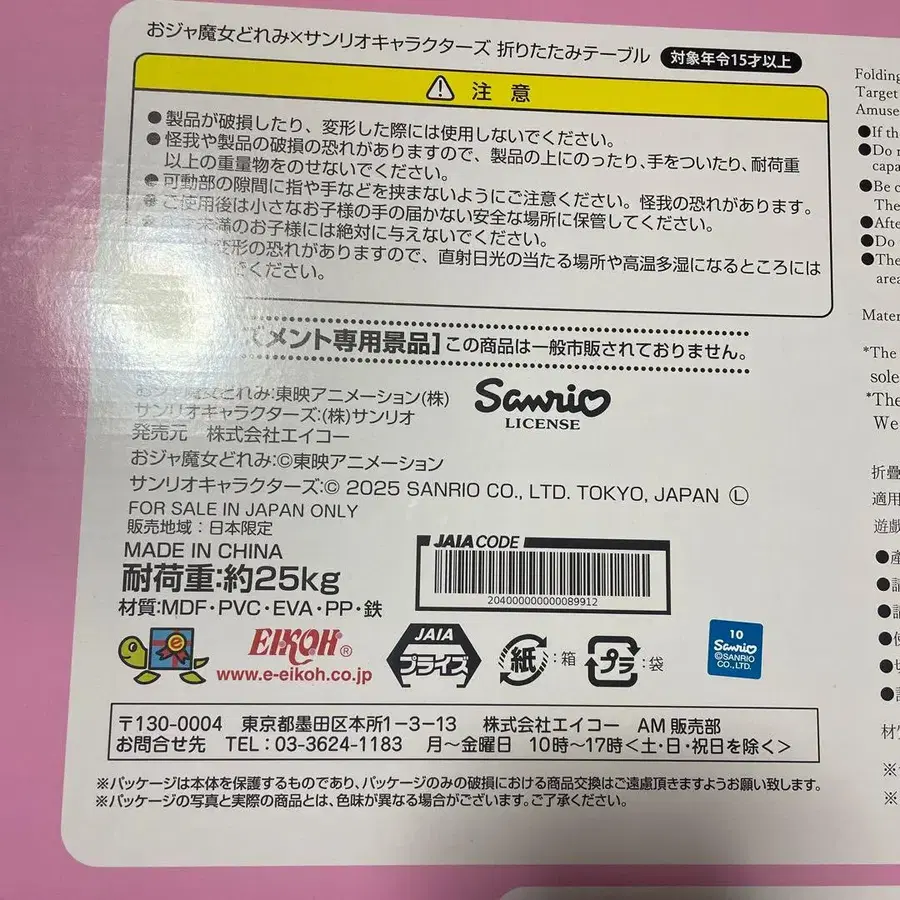 おジャ魔女どれみ×サンリオキャラクターズ 折りたたみテーブル 対象年令15才以上
注意
●製品が破損したり、変形した際には使用しないでください。
●怪我や製品の破損の恐れがありますので、製品の上にのったり、手をついたり、耐荷重
以上の重量物をのせないでください。
●可動部の隙間に指や手などを挟まないようにご注意ください。怪我の恐れがあります。
●ご使用後は小さなお子様の手の届かない安全な場所に保管してください。
未満のお子様には絶対に与えないでください。
変形の恐れがありますので、直射日光の当たる場所や高温多湿になるところには
でください。
メント専用景品]この商品は一般市販されておりません。
おジャ魔女どれみ:東映アニメーション(株)
サンリオキャラクターズ:(株)サンリオ
発売元 株式会社エイコー
Sanrio
LICENSE
おジャ魔女どれみ:©東映アニメーション
サンリオキャラクターズ:© 2025 SANRIO CO., LTD. TOKYO, JAPAN Ⓛ
FOR SALE IN JAPAN ONLY
販売地域:日本限定
MADE IN CHINA
耐荷重:約25kg
材質:MDF・PVC・EVA・PP・鉄
JAIA CODE
204000000000089912
e
EIKOH®
www.e-eikoh.co.jp
JAIA
プライズ
紙:箱
プラ:袋
10
Sanrio
©SANRIO
CO.,LTD.
〒130-0004 東京都墨田区本所1-3-13 株式会社エイコー AM販売部
お問合せ先 TEL:03-3624-1183 月~金曜日 10時~17時<土・日・祝日を除く>
※パッケージは本体を保護するものであり、パッケージのみの破損における商品交換はご遠慮頂きますようお願い致します。
※パッケージの写真と実際の商品とは、色味が異なる場合がございます。ご了承ください。
Folding
Target
Amuse
●If th
●Do
capa
●Be c
The
●Afte
●Do
●The
area
Mater
*The
sole
*The
We
折疊
適用
遊戲